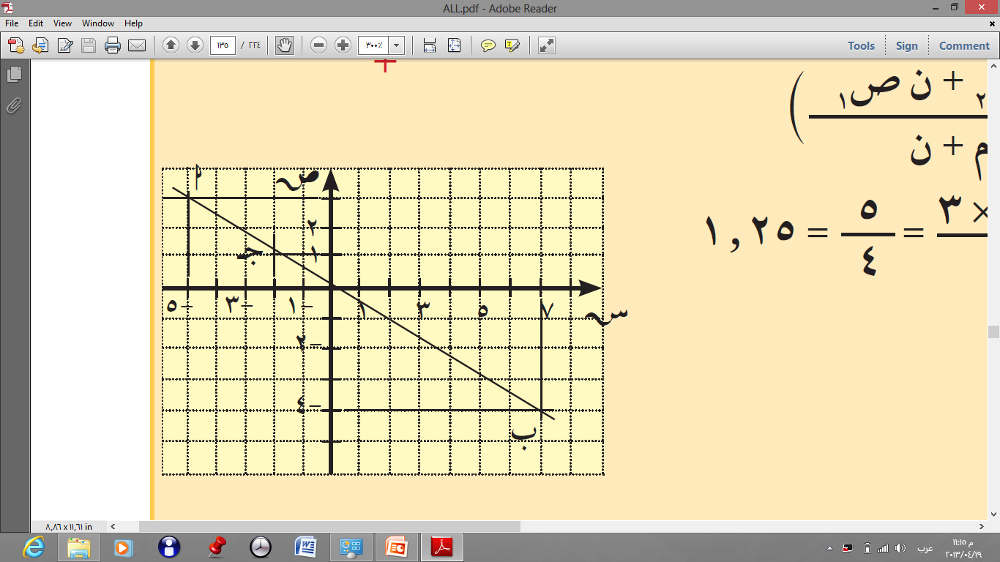 ALL.pdf - Adobe Reader
File Edit View Window Help
١٣٥ / ٢٢٤ ٣٠٠٪ Tools Sign Comment
+
٢ + ن ص١
م + ن
٣ × = ٥/٤ = ١,٢٥
أ
ص
٢
جـ ١
-٥ -٣ -١ ١ ٣ ٥ ٧
س
-٢
-٤
ب
٨,٨٦ x ١١,٦١ in
عرب
١١:١٥ م
٢٠١٣/٠٤/١٩